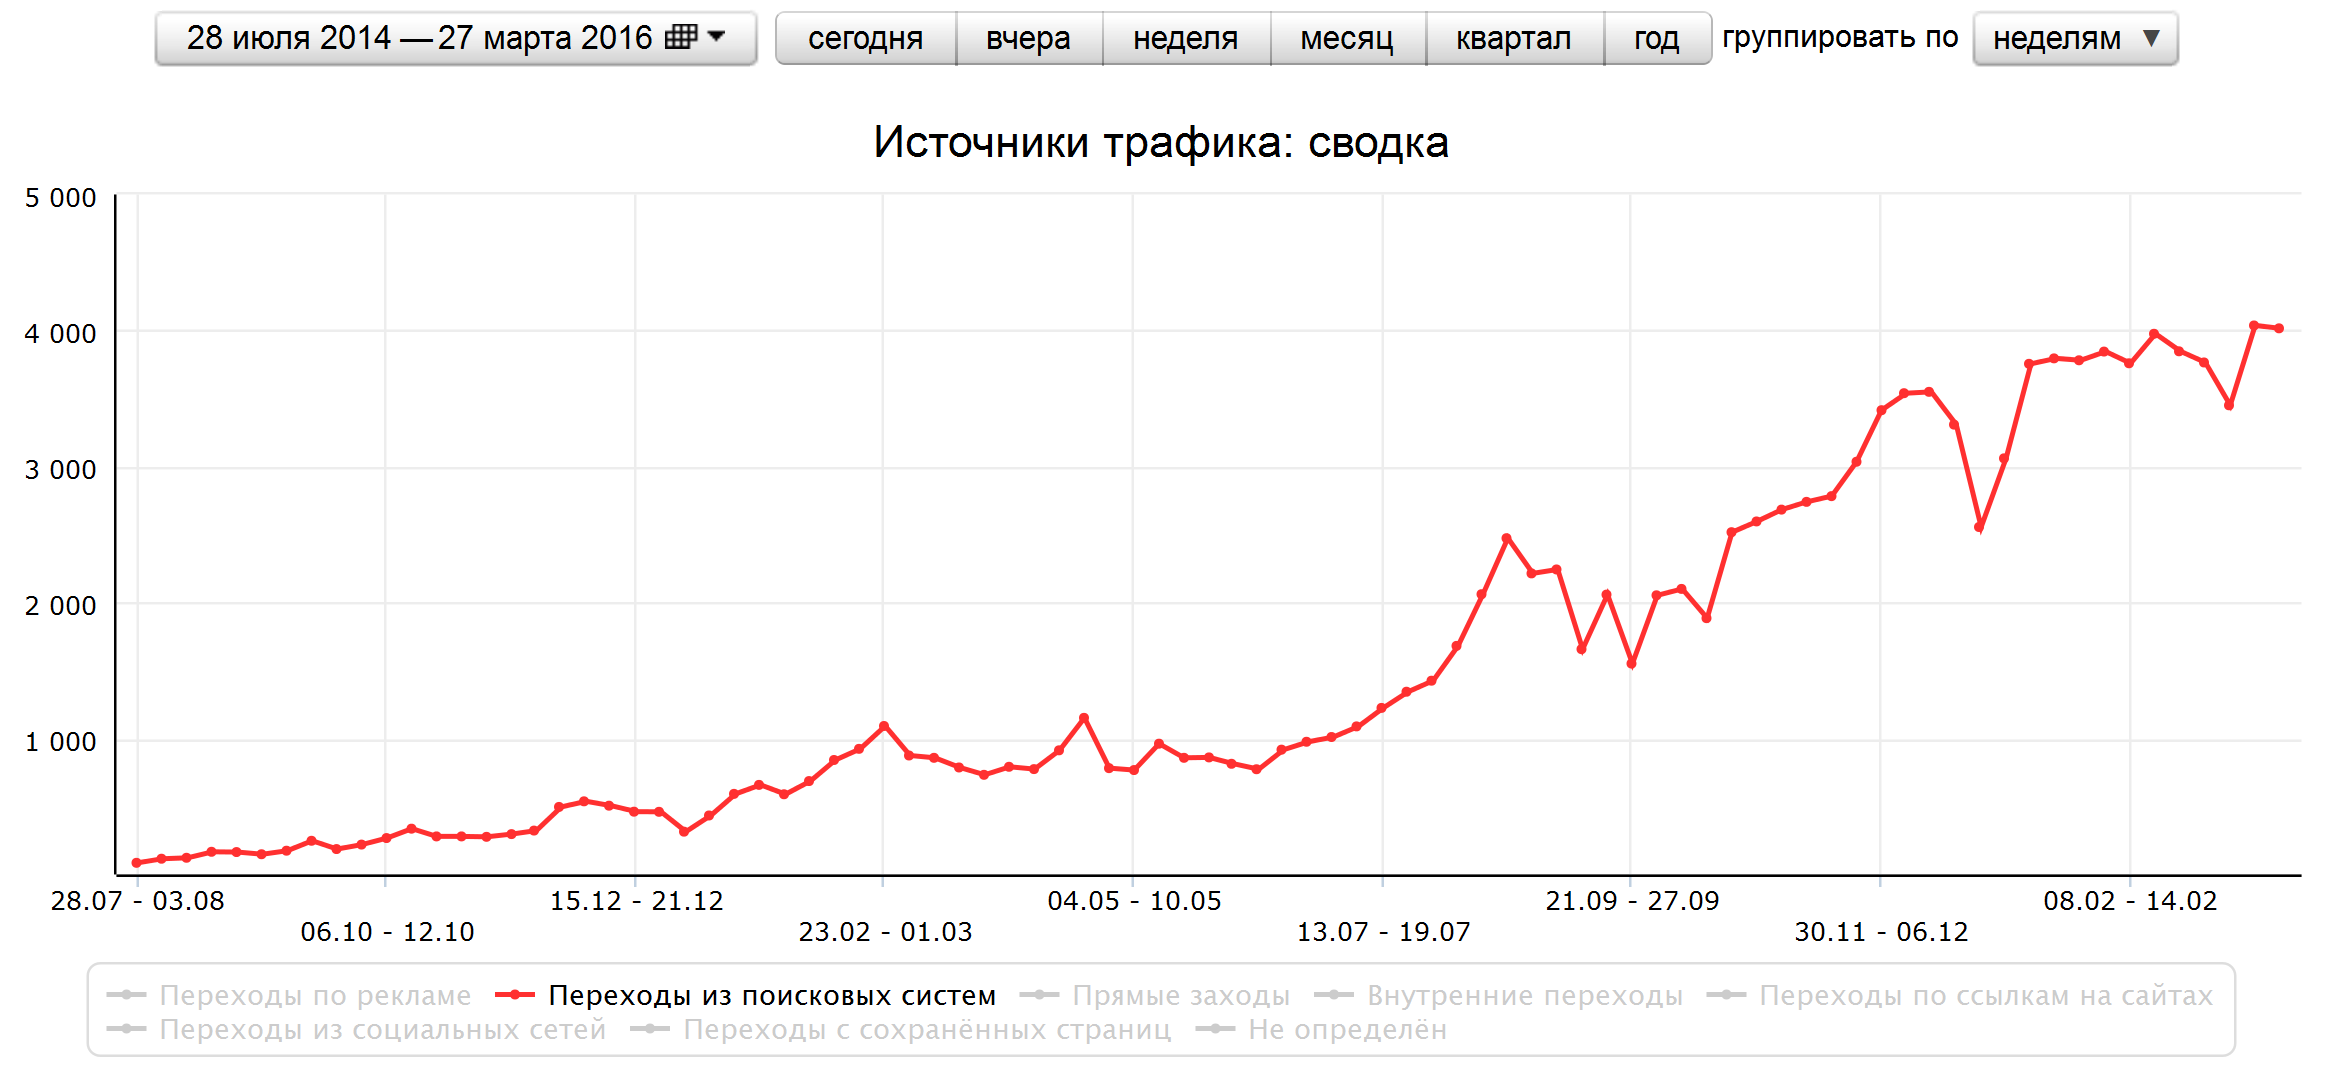 28 июля 2014 — 27 марта 2016 сегодня вчера неделя месяц квартал год группировать по неделям ▼
Источники трафика: сводка
5 000
4 000
3 000
2 000
1 000
28.07 - 03.08 15.12 - 21.12 04.05 - 10.05 21.09 - 27.09 08.02 - 14.02
06.10 - 12.10 23.02 - 01.03 13.07 - 19.07 30.11 - 06.12
Переходы по рекламе Переходы из поисковых систем Прямые заходы Внутренние переходы Переходы по ссылкам на сайтах
Переходы из социальных сетей Переходы с сохранённых страниц Не определён